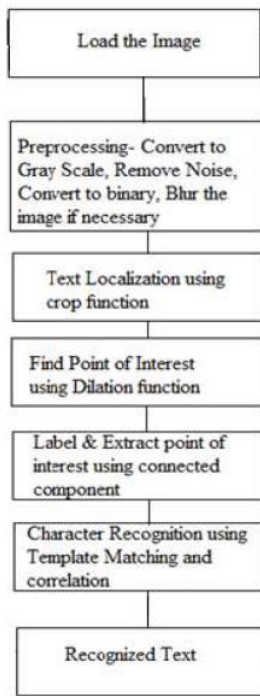 Load the Image
Preprocessing- Convert to
Gray Scale, Remove Noise,
Convert to binary, Blur the
image if necessary
Text Localization using
crop function
Find Point of Interest
using Dilation function
Label & Extract point of
interest using connected
component
Character Recognition using
Template Matching and
correlation
Recognized Text